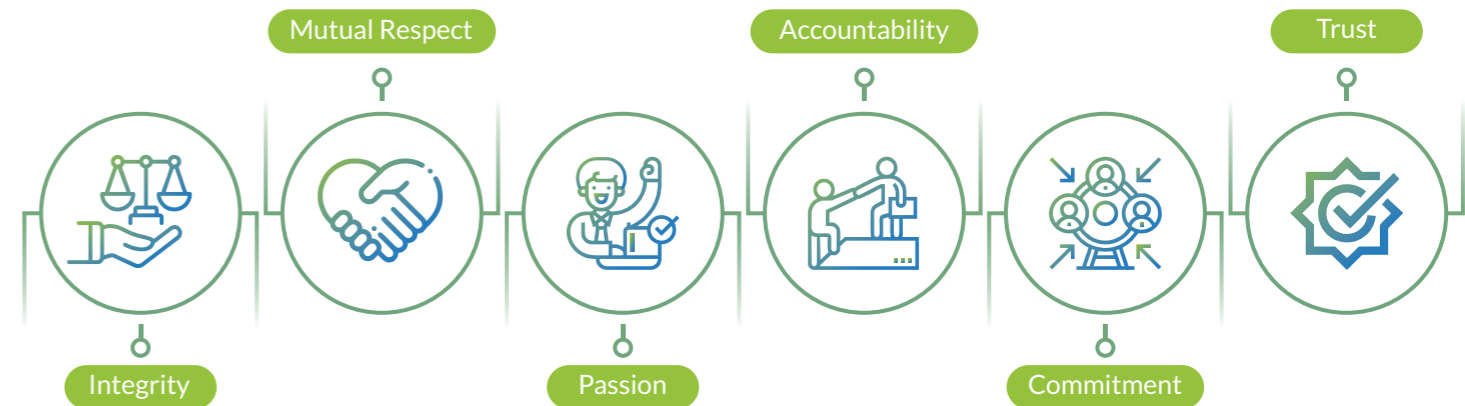 Mutual Respect
Accountability
Trust
Integrity
Passion
Commitment